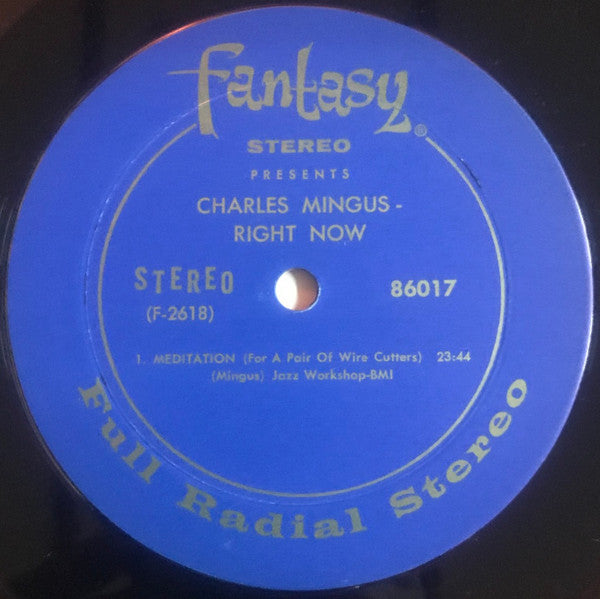 Fantasy®
STEREO
PRESENTS
CHARLES MINGUS -
RIGHT NOW
STEREO
(F-2618)
86017
1. MEDITATION (For A Pair Of Wire Cutters) 23:44
(Mingus) Jazz Workshop-BMI
Full Radial Stereo